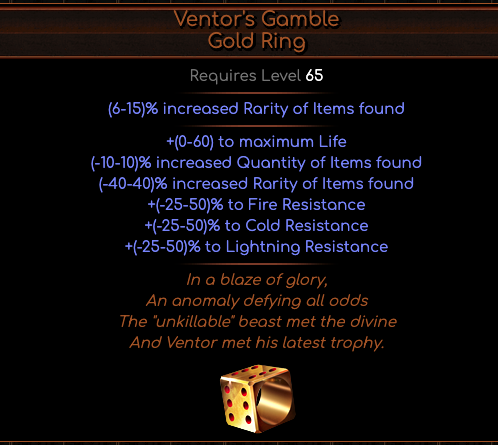 Ventor's Gamble
Gold Ring
Requires Level 65
(6-15)% increased Rarity of Items found
+(0-60) to maximum Life
(-10-10)% increased Quantity of Items found
(-40-40)% increased Rarity of Items found
+(-25-50)% to Fire Resistance
+(-25-50)% to Cold Resistance
+(-25-50)% to Lightning Resistance
In a blaze of glory,
An anomaly defying all odds
The "unkillable" beast met the divine
And Ventor met his latest trophy.